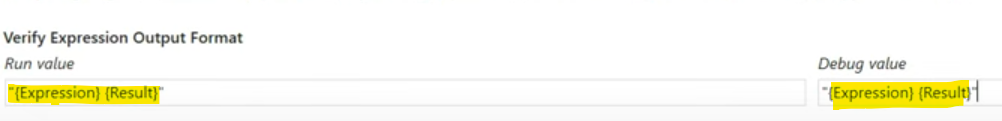 Verify Expression Output Format
Run value
Debug value
"{Expression} {Result}"
"{Expression} {Result}"